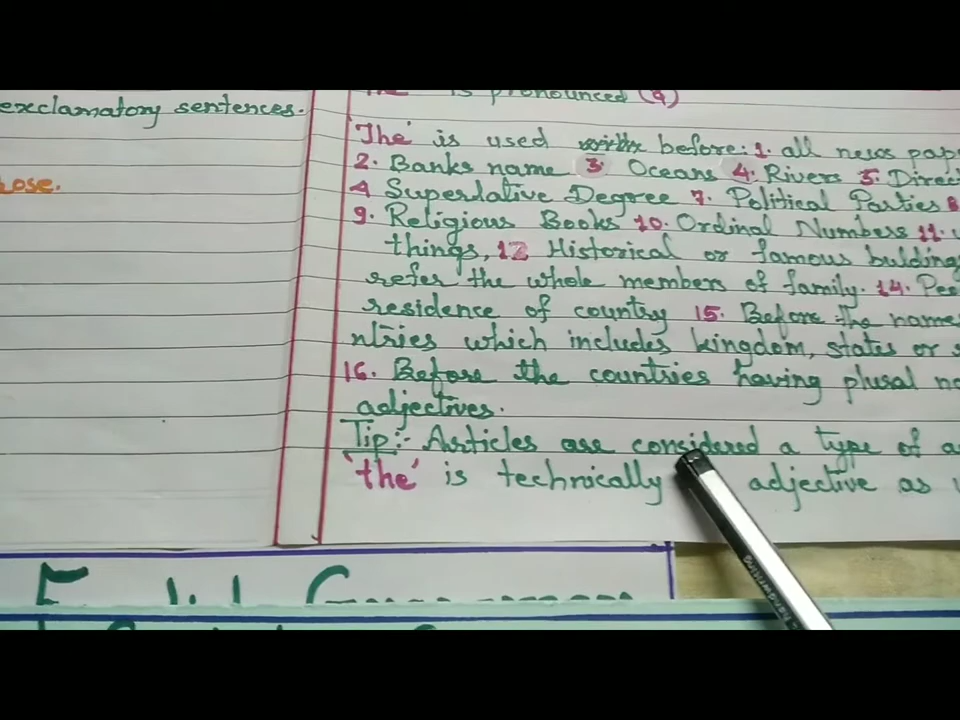 exclamatory sentences.
ose.
is pronounced (
'The' is used before: 1. all news pap
2. Banks name 3. Oceans 4. Rivers 5. Direc
4 Superlative Degree 7. Political Parties 8
9. Religious Books 10. Ordinal Numbers 11.
things, 12 Historical or famous building
refer the whole members of family. 14. Peo
residence of country 15. Before the name
ntries which includes kingdom, states or
16. Before the countries having plural no
adjectives.
Tip:- Articles are considered a type of a
'the' is technically adjective as